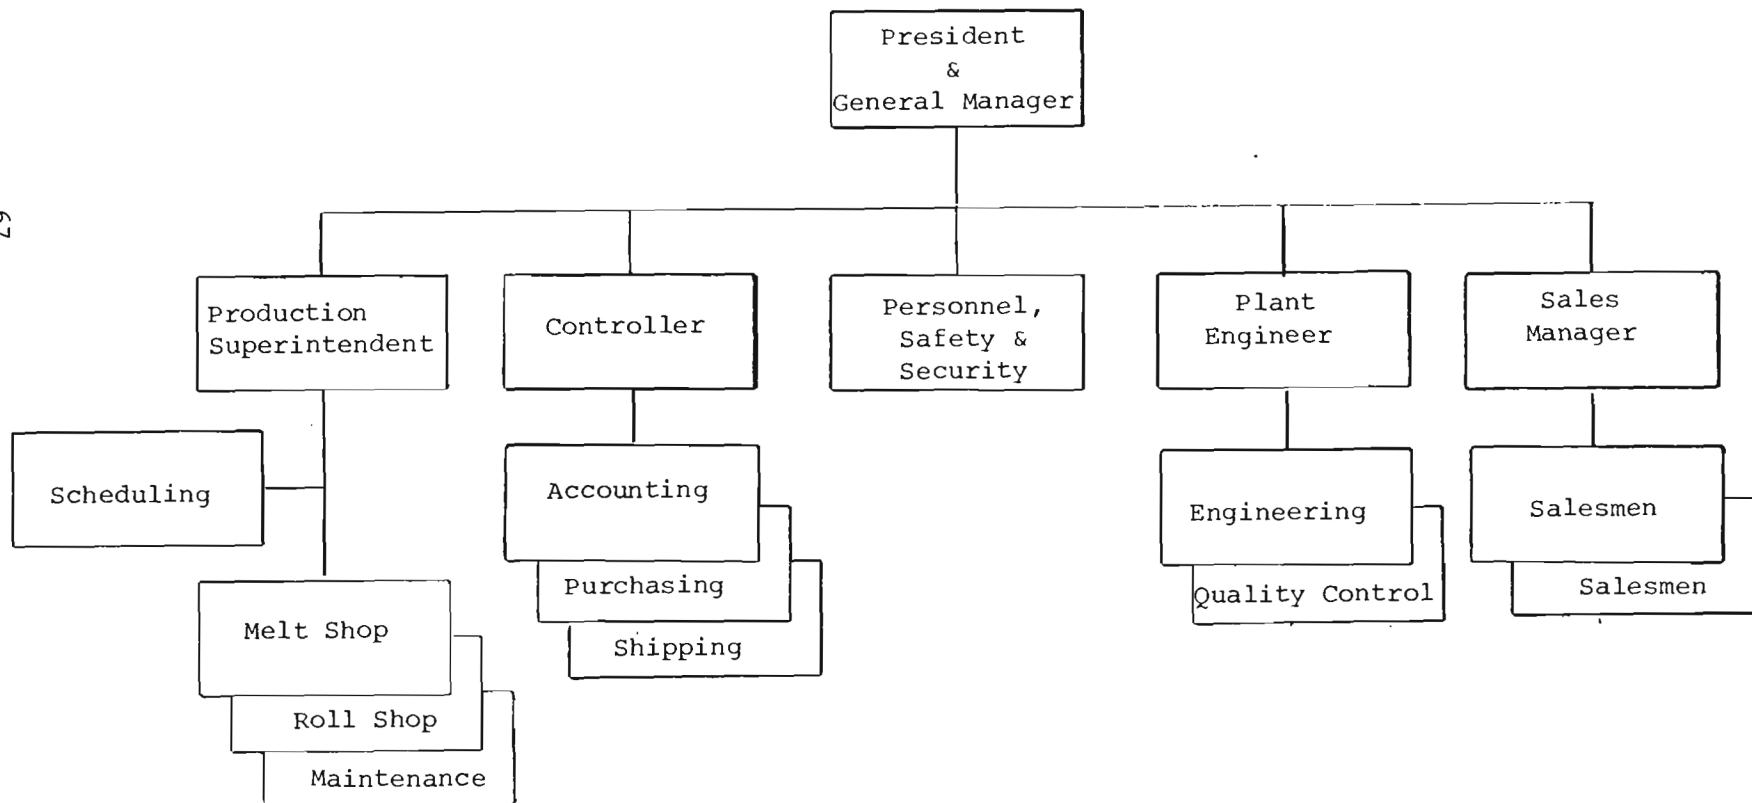 President
&
General Manager
67
Production
Superintendent
Controller
Personnel,
Safety &
Security
Plant
Engineer
Sales
Manager
Scheduling
Accounting
Purchasing
Shipping
Engineering
Quality Control
Salesmen
Salesmen
Melt Shop
Roll Shop
Maintenance